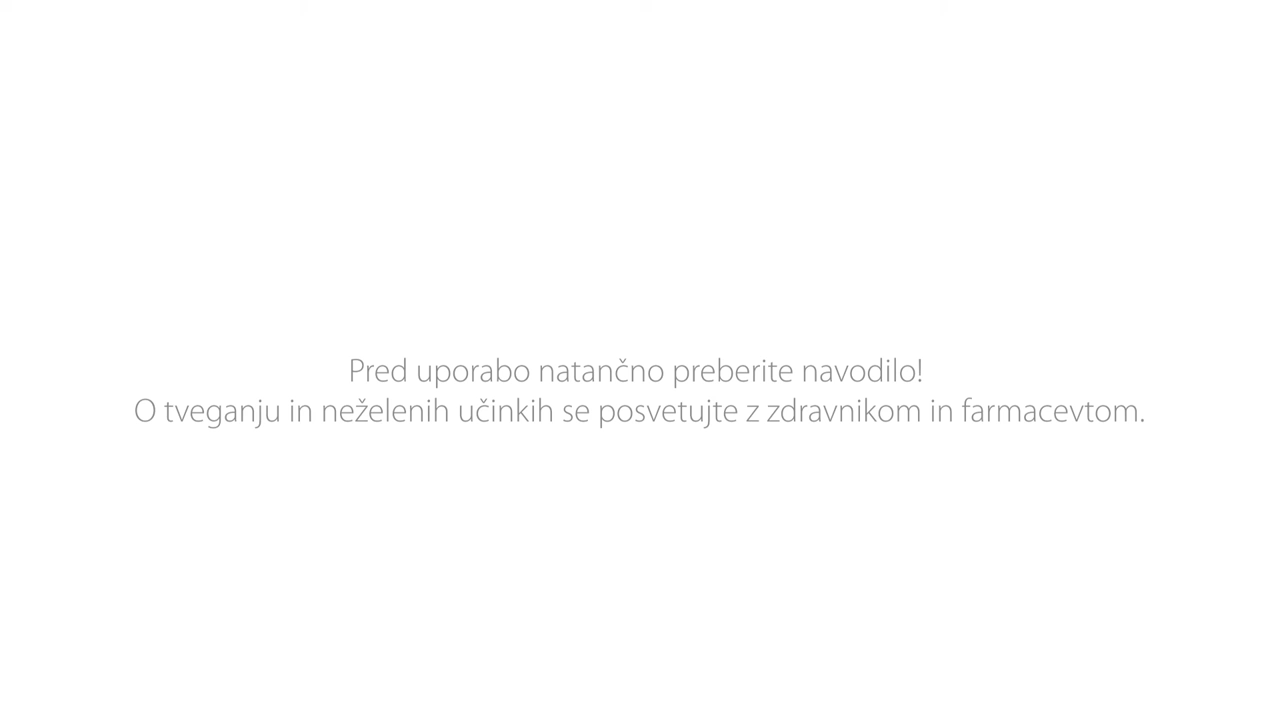 Pred uporabo natančno preberite navodilo!
O tveganju in neželenih učinkih se posvetujte z zdravnikom in farmacevtom.